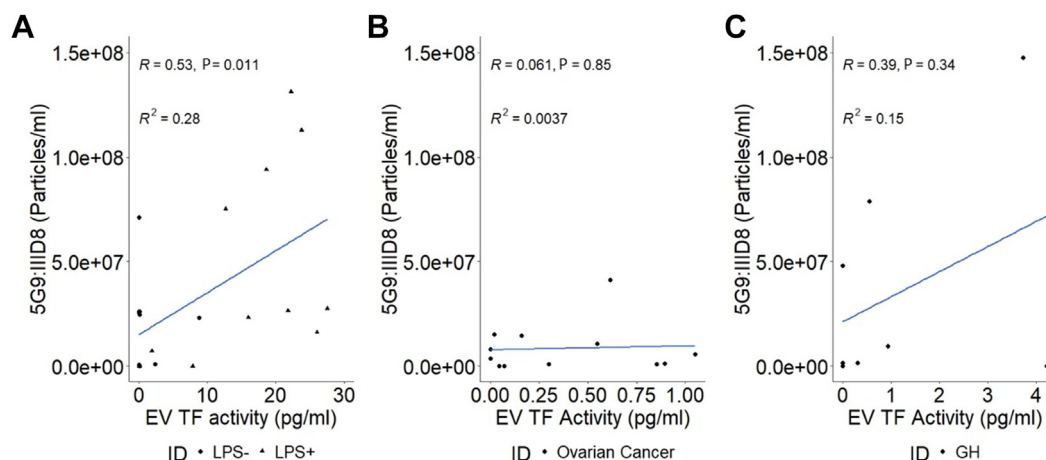 A
5G9:IIID8 (Particles/ml)
1.5e+08
1.0e+08
5.0e+07
0.0e+00
R = 0.53, P = 0.011
R² = 0.28
0 10 20 30
EV TF activity (pg/ml)
ID LPS- LPS+
B
5G9:IIID8 (Particles/ml)
1.5e+08
1.0e+08
5.0e+07
0.0e+00
R = 0.061, P = 0.85
R² = 0.0037
0.00 0.25 0.50 0.75 1.00
EV TF Activity (pg/ml)
ID Ovarian Cancer
C
5G9:IIID8 (Particles/ml)
1.5e+08
1.0e+08
5.0e+07
0.0e+00
R = 0.39, P = 0.34
R² = 0.15
0 1 2 3 4
EV TF Activity (pg/ml)
ID GH